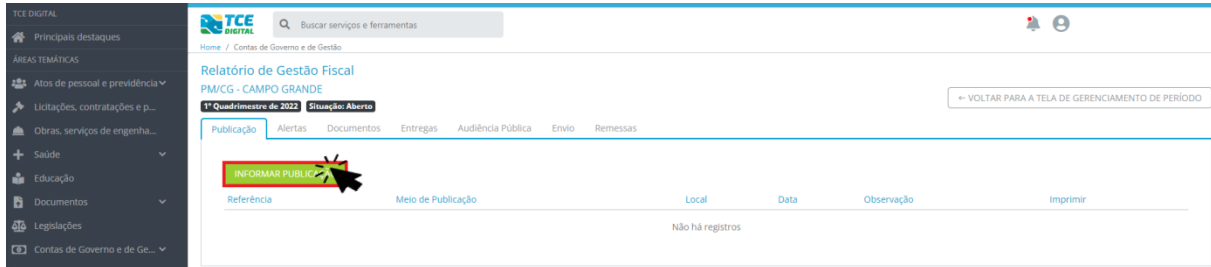 TCE DIGITAL
Principais destaques
ÁREAS TEMÁTICAS
Atos de pessoal e previdência
Licitações, contratações e p...
Obras, serviços de engenha...
Saúde
Educação
Documentos
Legislações
Contas de Governo e de Ge...
TCE
DIGITAL
Buscar serviços e ferramentas
Home / Contas de Governo e de Gestão
Relatório de Gestão Fiscal
PM/CG - CAMPO GRANDE
1º Quadrimestre de 2022 Situação: Aberto
← VOLTAR PARA A TELA DE GERENCIAMENTO DE PERÍODO
Publicação Alertas Documentos Entregas Audiência Pública Envio Remessas
INFORMAR
Referência Meio de Publicação Local Data Observação Imprimir
Não há registros